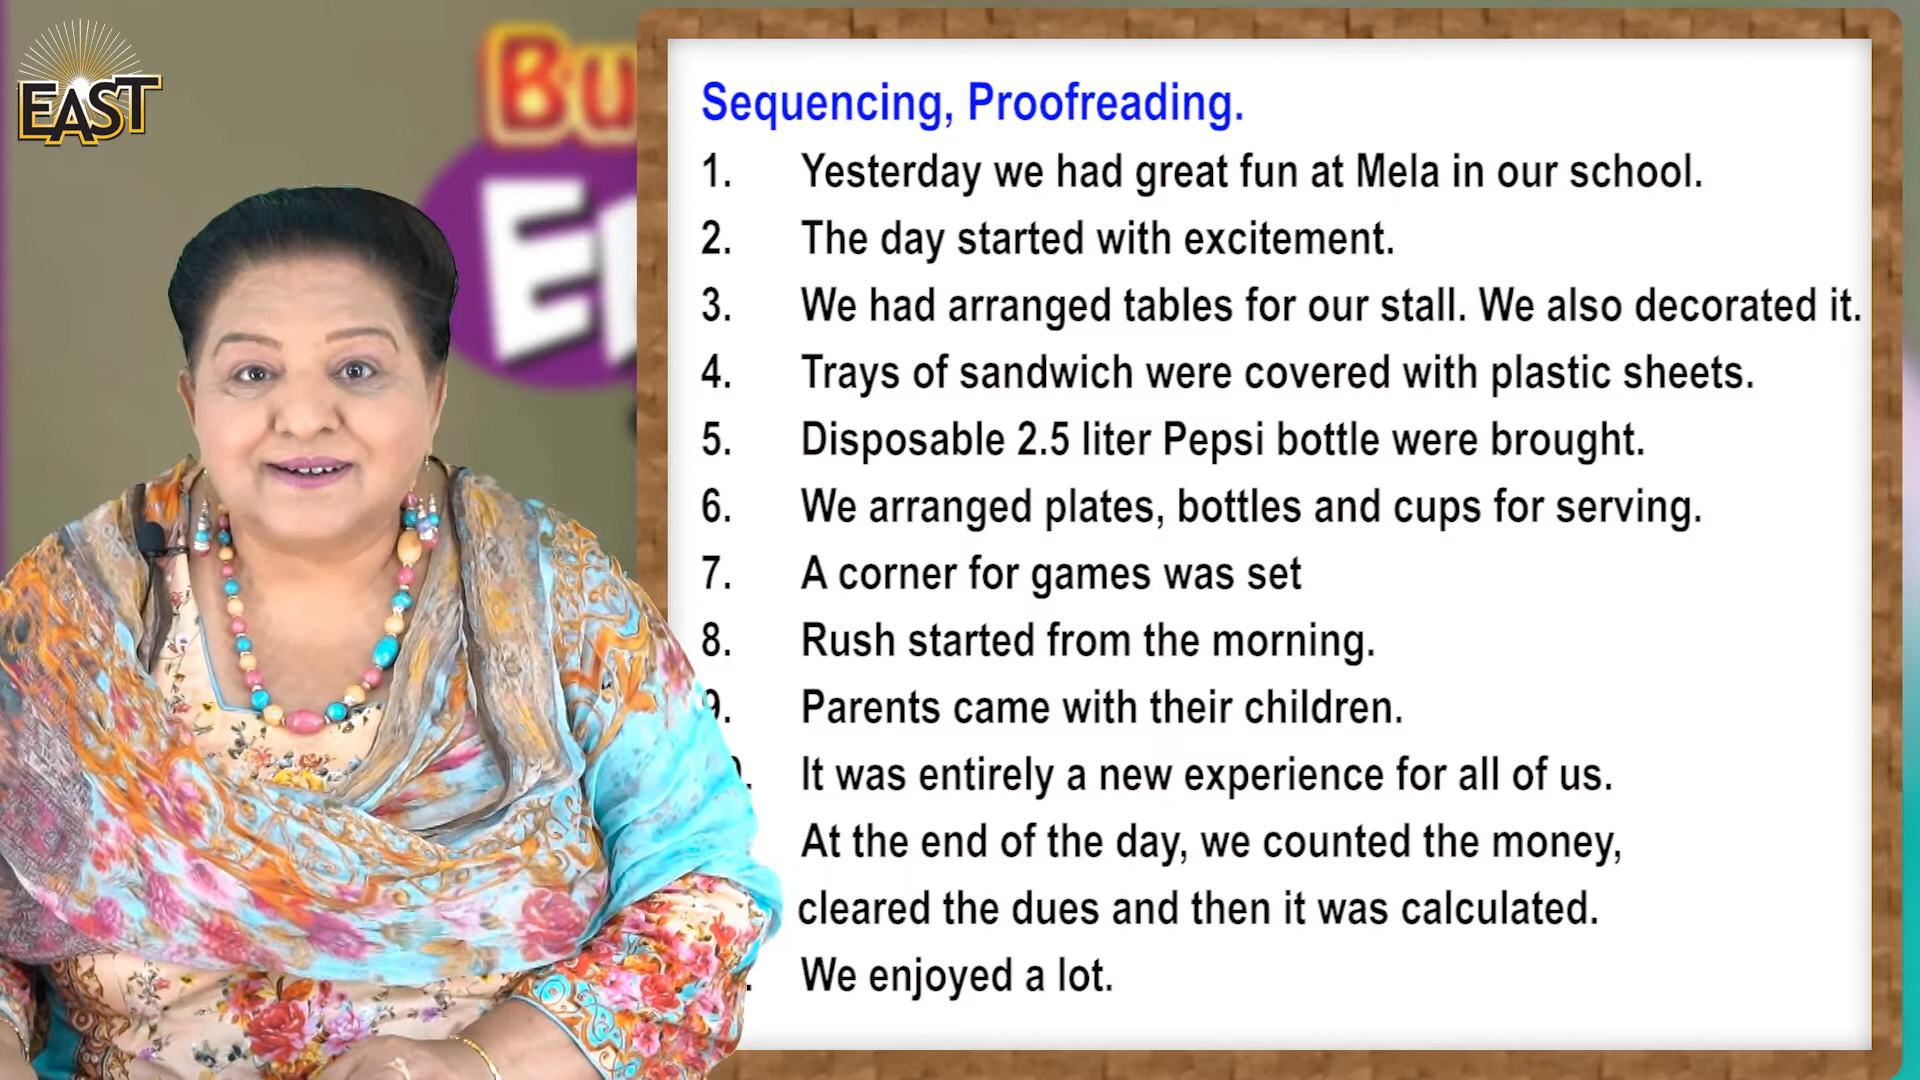 EAST
Bu
Sequencing, Proofreading.
1. Yesterday we had great fun at Mela in our school.
2. The day started with excitement.
3. We had arranged tables for our stall. We also decorated it.
4. Trays of sandwich were covered with plastic sheets.
5. Disposable 2.5 liter Pepsi bottle were brought.
6. We arranged plates, bottles and cups for serving.
7. A corner for games was set
8. Rush started from the morning.
9. Parents came with their children.
It was entirely a new experience for all of us.
At the end of the day, we counted the money,
cleared the dues and then it was calculated.
We enjoyed a lot.